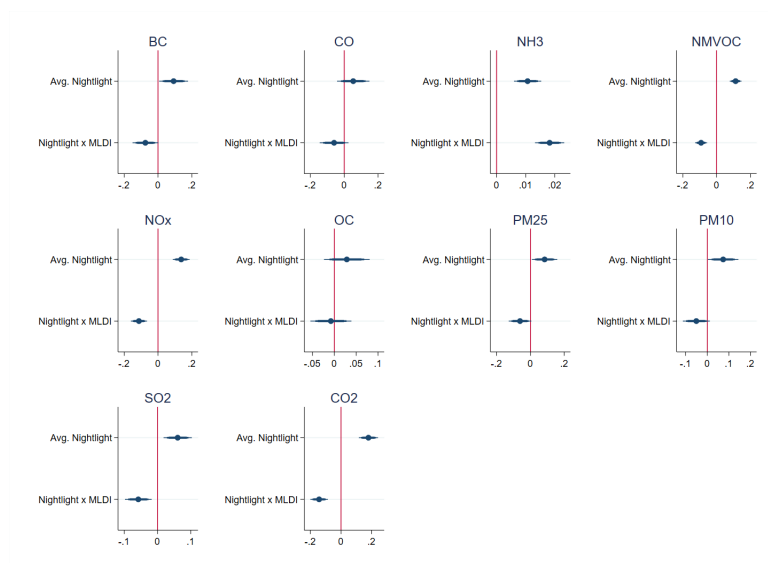 BC
Avg. Nightlight
Nightlight x MLDI
-.2 0 .2
CO
Avg. Nightlight
Nightlight x MLDI
-.2 0 .2
NH3
Avg. Nightlight
Nightlight x MLDI
0 .01 .02
NMVOC
Avg. Nightlight
Nightlight x MLDI
-.2 0 .2
NOx
Avg. Nightlight
Nightlight x MLDI
-.2 0 .2
OC
Avg. Nightlight
Nightlight x MLDI
-.05 0 .05 .1
PM25
Avg. Nightlight
Nightlight x MLDI
-.2 0 .2
PM10
Avg. Nightlight
Nightlight x MLDI
-.1 0 .1 .2
SO2
Avg. Nightlight
Nightlight x MLDI
-.1 0 .1
CO2
Avg. Nightlight
Nightlight x MLDI
-.2 0 .2